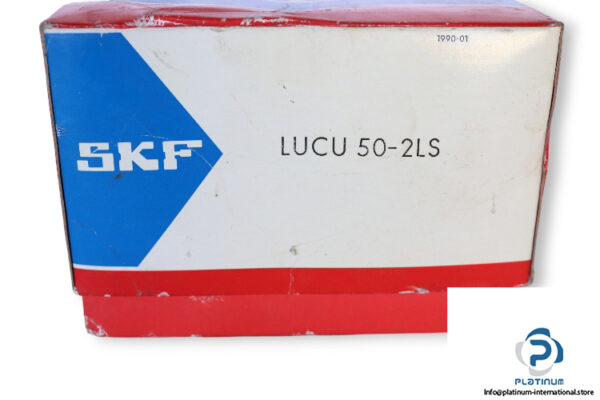 1990-01
SKF
LUCU 50-2LS
PLATINUM
Info@platinum-international.store